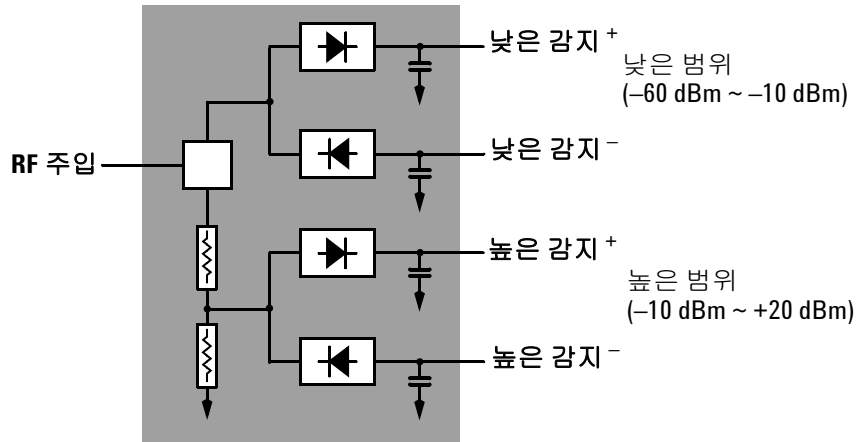 낮은 감지 +
낮은 범위
(–60 dBm ~ –10 dBm)
낮은 감지 –
RF 주입
높은 감지 +
높은 범위
(–10 dBm ~ +20 dBm)
높은 감지 –